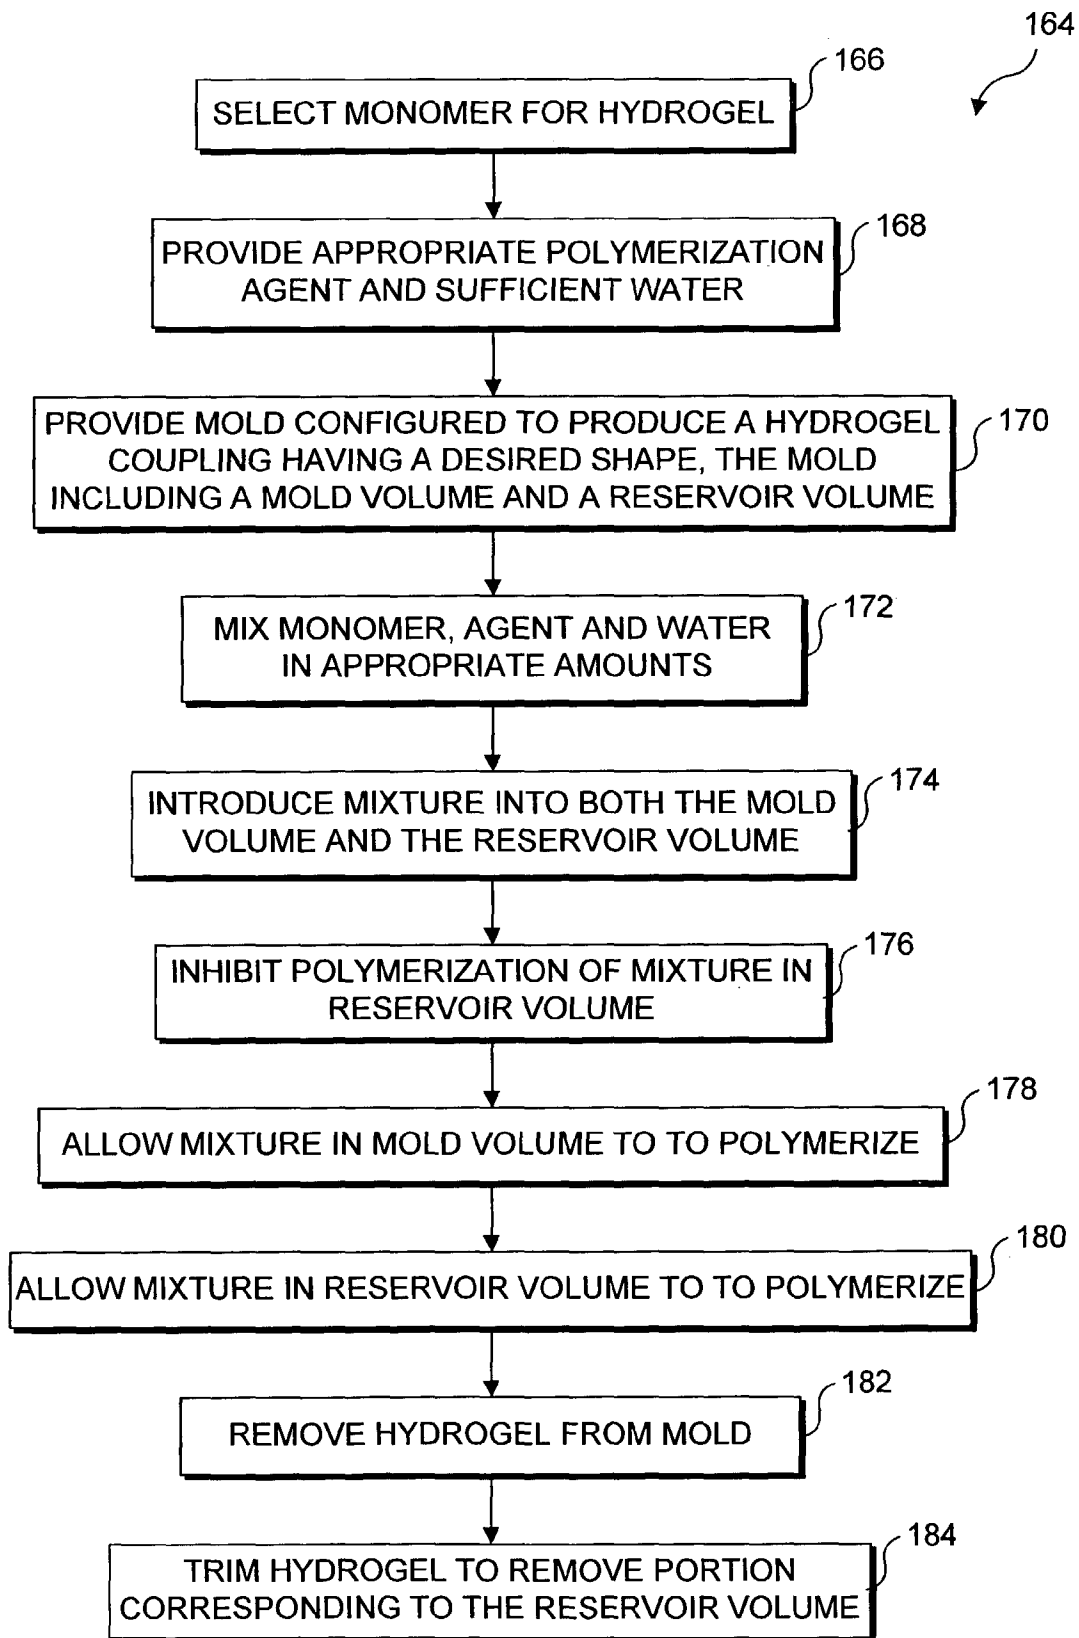 164
166
SELECT MONOMER FOR HYDROGEL
168
PROVIDE APPROPRIATE POLYMERIZATION
AGENT AND SUFFICIENT WATER
170
PROVIDE MOLD CONFIGURED TO PRODUCE A HYDROGEL
COUPLING HAVING A DESIRED SHAPE, THE MOLD
INCLUDING A MOLD VOLUME AND A RESERVOIR VOLUME
172
MIX MONOMER, AGENT AND WATER
IN APPROPRIATE AMOUNTS
174
INTRODUCE MIXTURE INTO BOTH THE MOLD
VOLUME AND THE RESERVOIR VOLUME
176
INHIBIT POLYMERIZATION OF MIXTURE IN
RESERVOIR VOLUME
178
ALLOW MIXTURE IN MOLD VOLUME TO TO POLYMERIZE
180
ALLOW MIXTURE IN RESERVOIR VOLUME TO TO POLYMERIZE
182
REMOVE HYDROGEL FROM MOLD
184
TRIM HYDROGEL TO REMOVE PORTION
CORRESPONDING TO THE RESERVOIR VOLUME